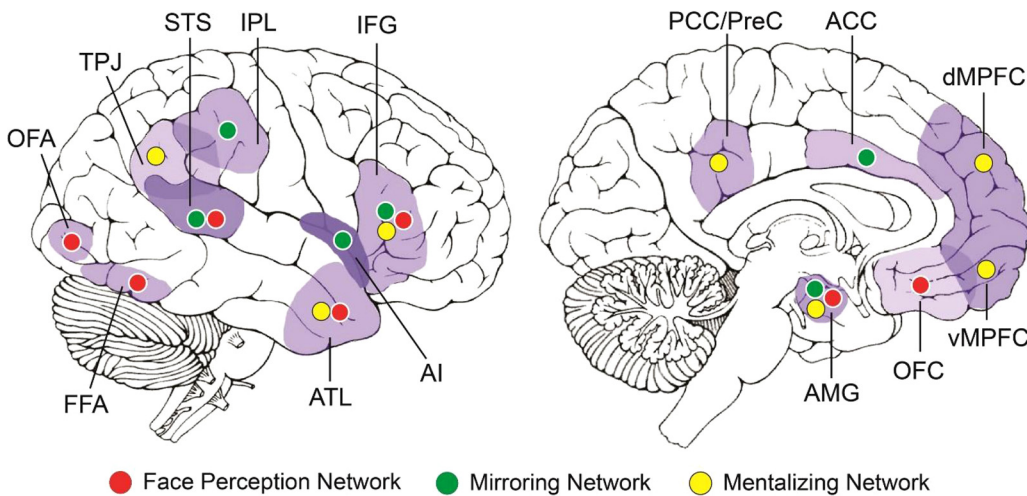 STS IPL IFG PCC/PreC ACC
TPJ dMPFC
OFA
FFA ATL AI AMG OFC vMPFC
Face Perception Network Mirroring Network Mentalizing Network